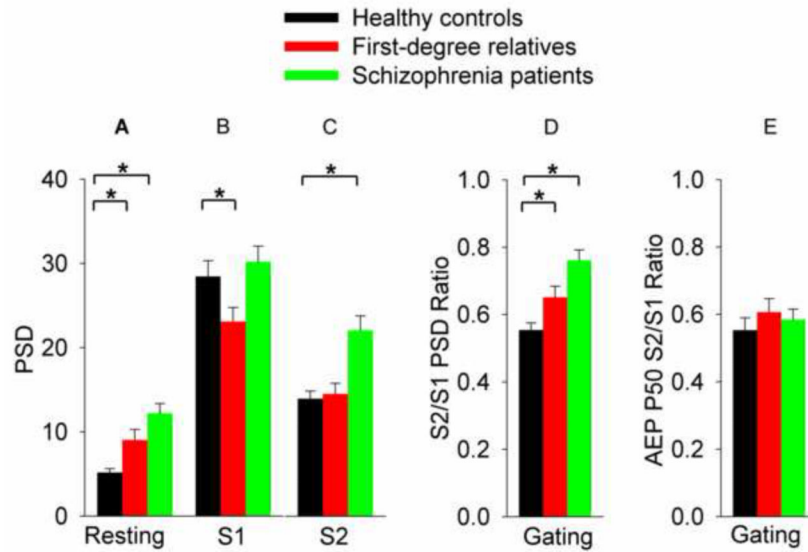 Healthy controls
First-degree relatives
Schizophrenia patients
A B C D E
* * * * * *
PSD
40
30
20
10
0
Resting S1 S2
S2/S1 PSD Ratio
1.0
0.8
0.6
0.4
0.2
0.0
Gating
AEP P50 S2/S1 Ratio
1.0
0.8
0.6
0.4
0.2
0.0
Gating